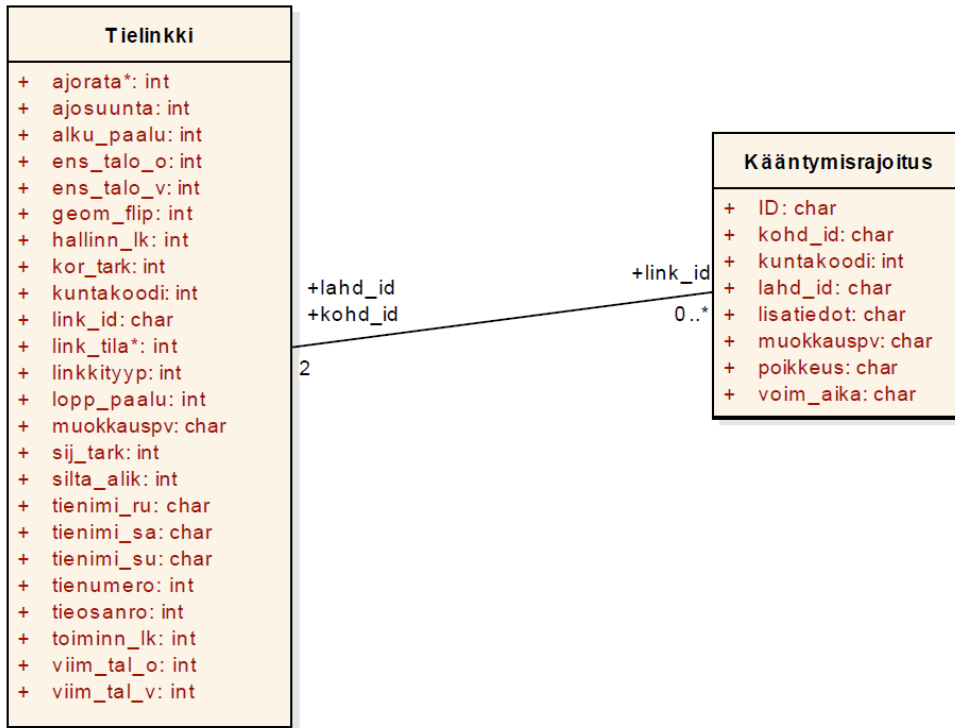 Tielinkki
+ ajorata*: int
+ ajosuunta: int
+ alku_paalu: int
+ ens_talo_o: int
+ ens_talo_v: int
+ geom_flip: int
+ hallinn_lk: int
+ kor_tark: int
+ kuntakoodi: int
+ link_id: char
+ link_tila*: int
+ linkkityyp: int
+ lopp_paalu: int
+ muokkauspv: char
+ sij_tark: int
+ silta_alik: int
+ tienimi_ru: char
+ tienimi_sa: char
+ tienimi_su: char
+ tienumero: int
+ tieosanro: int
+ toiminn_lk: int
+ viim_tal_o: int
+ viim_tal_v: int
+lahd_id
+kohd_id
2
+link_id
0..*
Kääntymisrajoitus
+ ID: char
+ kohd_id: char
+ kuntakoodi: int
+ lahd_id: char
+ lisatiedot: char
+ muokkauspv: char
+ poikkeus: char
+ voim_aika: char